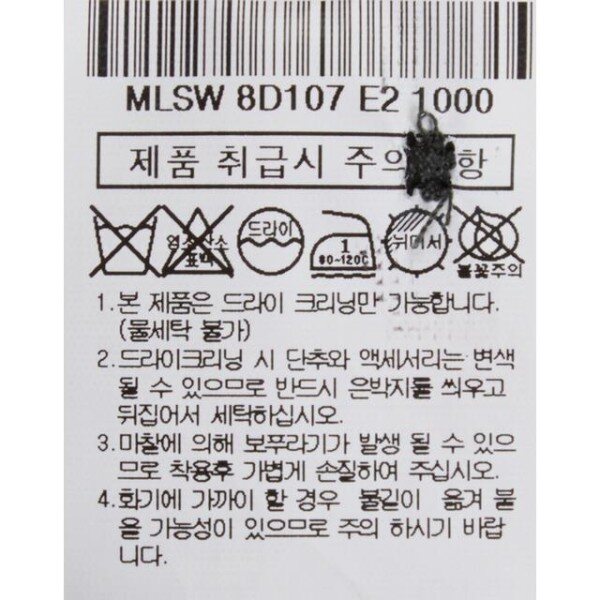 MLSW 8D107 E2 1000
제품 취급시 주의 항
염소산소 표백
드라이
1
80~120C
뒤 서
불꽃주의
1.본 제품은 드라이 크리닝만 가능합니다.
(물세탁 불가)
2.드라이크리닝 시 단추와 액세서리는 변색
될 수 있으므로 반드시 은박지를 씌우고
뒤집어서 세탁하십시오.
3.마찰에 의해 보푸라기가 발생 될 수 있으
므로 착용후 가볍게 손질하여 주십시오.
4.화기에 가까이 할 경우 불길이 옮겨 붙
을 가능성이 있으므로 주의 하시기 바랍
니다.